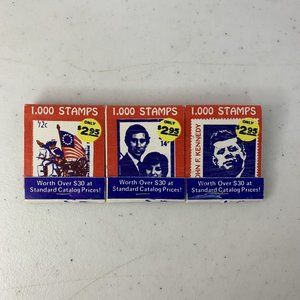 1,000 STAMPS
ONLY
$2.95
½c
Worth Over $30 at
Standard Catalog Prices!
1,000 STAMPS
ONLY
$2.95
14
Worth Over $30 at
Standard Catalog Prices!
1,000 STAMPS
ONLY
$2.95
JOHN F. KENNEDY
Worth Over $30 at
Standard Catalog Prices!